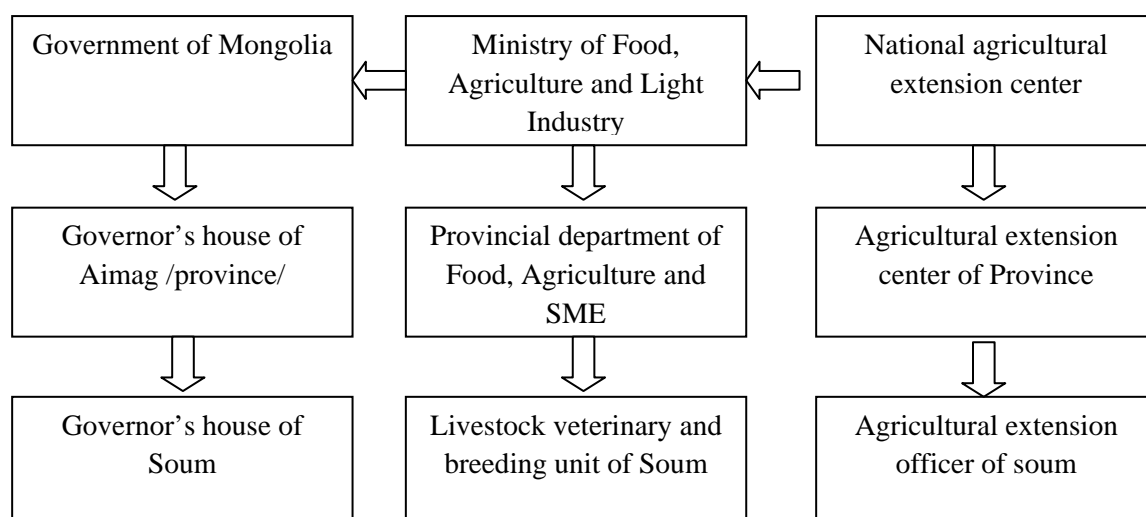 Government of Mongolia
Ministry of Food,
Agriculture and Light
Industry
National agricultural
extension center
Governor’s house of
Aimag /province/
Provincial department of
Food, Agriculture and
SME
Agricultural extension
center of Province
Governor’s house of
Soum
Livestock veterinary and
breeding unit of Soum
Agricultural extension
officer of soum